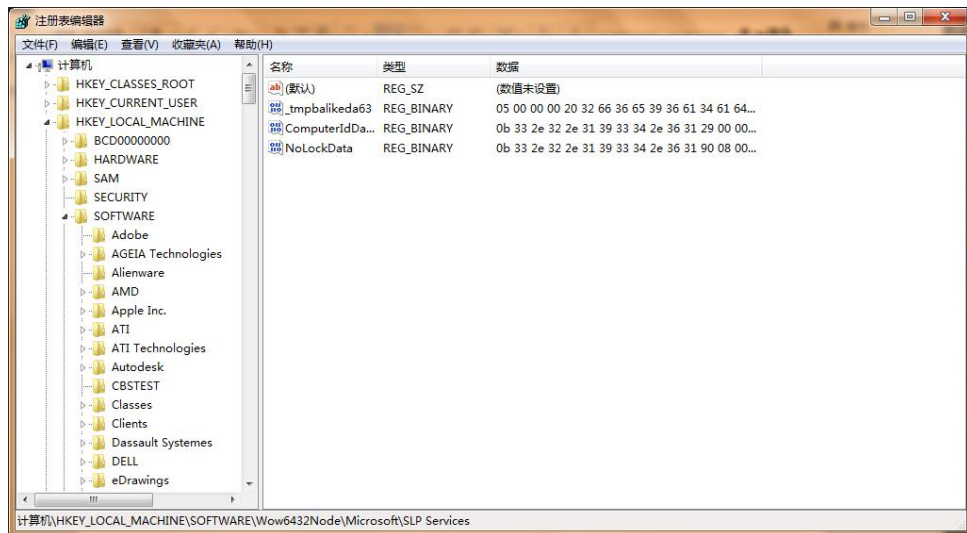 注册表编辑器
文件(F) 编辑(E) 查看(V) 收藏夹(A) 帮助(H)
计算机
HKEY_CLASSES_ROOT
HKEY_CURRENT_USER
HKEY_LOCAL_MACHINE
BCD00000000
HARDWARE
SAM
SECURITY
SOFTWARE
Adobe
AGEIA Technologies
Alienware
AMD
Apple Inc.
ATI
ATI Technologies
Autodesk
CBSTEST
Classes
Clients
Dassault Systemes
DELL
eDrawings
名称 类型 数据
(默认) REG_SZ (数值未设置)
_tmpbalikeda63 REG_BINARY 05 00 00 00 20 32 66 36 65 39 36 61 34 61 64...
ComputerIdDa... REG_BINARY 0b 33 2e 32 2e 31 39 33 34 2e 36 31 29 00 00...
NoLockData REG_BINARY 0b 33 2e 32 2e 31 39 33 34 2e 36 31 90 08 00...
计算机\HKEY_LOCAL_MACHINE\SOFTWARE\Wow6432Node\Microsoft\SLP Services